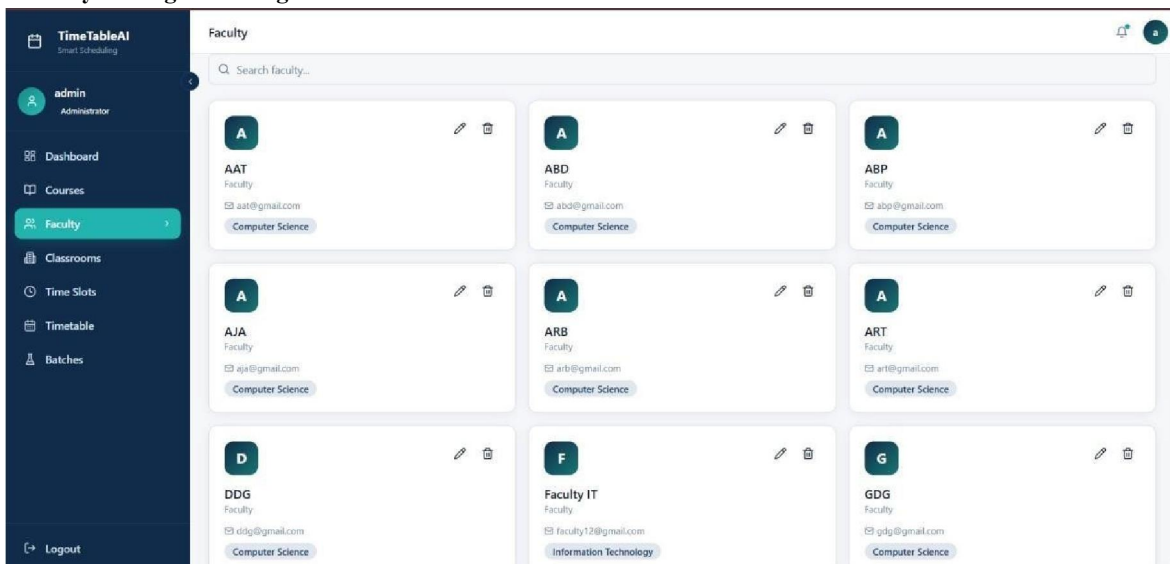 TimeTableAI
Smart Scheduling
admin
Administrator
Dashboard
Courses
Faculty
Classrooms
Time Slots
Timetable
Batches
Logout
Faculty
a
Search faculty...
A
AAT
Faculty
aat@gmail.com
Computer Science
A
ABD
Faculty
abd@gmail.com
Computer Science
A
ABP
Faculty
abp@gmail.com
Computer Science
A
AJA
Faculty
aja@gmail.com
Computer Science
A
ARB
Faculty
arb@gmail.com
Computer Science
A
ART
Faculty
art@gmail.com
Computer Science
D
DDG
Faculty
ddg@gmail.com
Computer Science
F
Faculty IT
Faculty
faculty12@gmail.com
Information Technology
G
GDG
Faculty
gdg@gmail.com
Computer Science